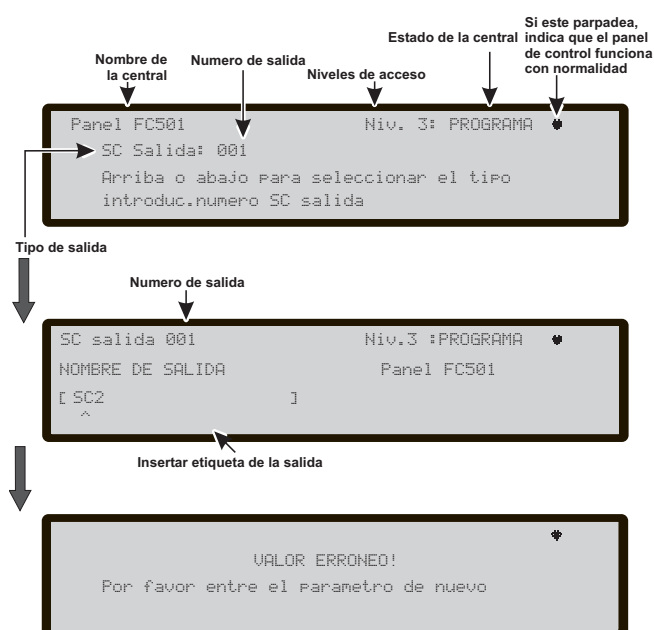 Si este parpadea,
indica que el panel
de control funciona
con normalidad
Estado de la central
Nombre de
la central
Numero de salida
Niveles de acceso
Panel FC501 Niv. 3: PROGRAMA
SC Salida: 001
Arriba o abajo para seleccionar el tipo
introduc.numero SC salida
Tipo de salida
Numero de salida
SC salida 001 Niv.3 :PROGRAMA
NOMBRE DE SALIDA Panel FC501
[ SC2 ]
^
Insertar etiqueta de la salida
VALOR ERRONEO!
Por favor entre el parametro de nuevo